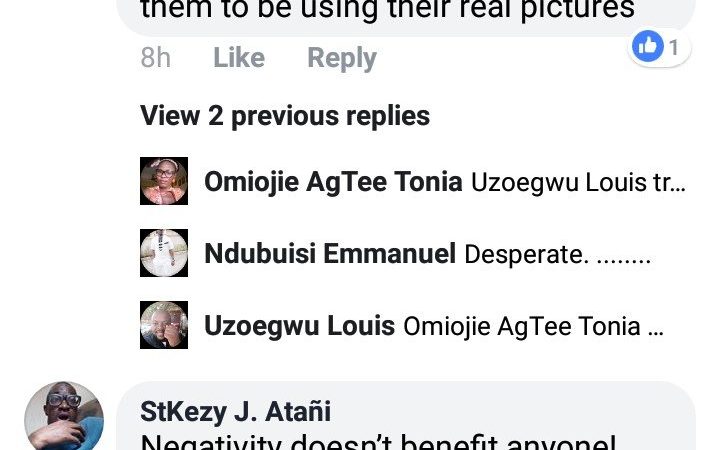 them to be using their real pictures
8h Like Reply 1
View 2 previous replies
Omiojie AgTee Tonia Uzoegwu Louis tr...
Ndubuisi Emmanuel Desperate. ........
Uzoegwu Louis Omiojie AgTee Tonia ...
StKezy J. Atañi
Negativity doesn't benefit anyone!